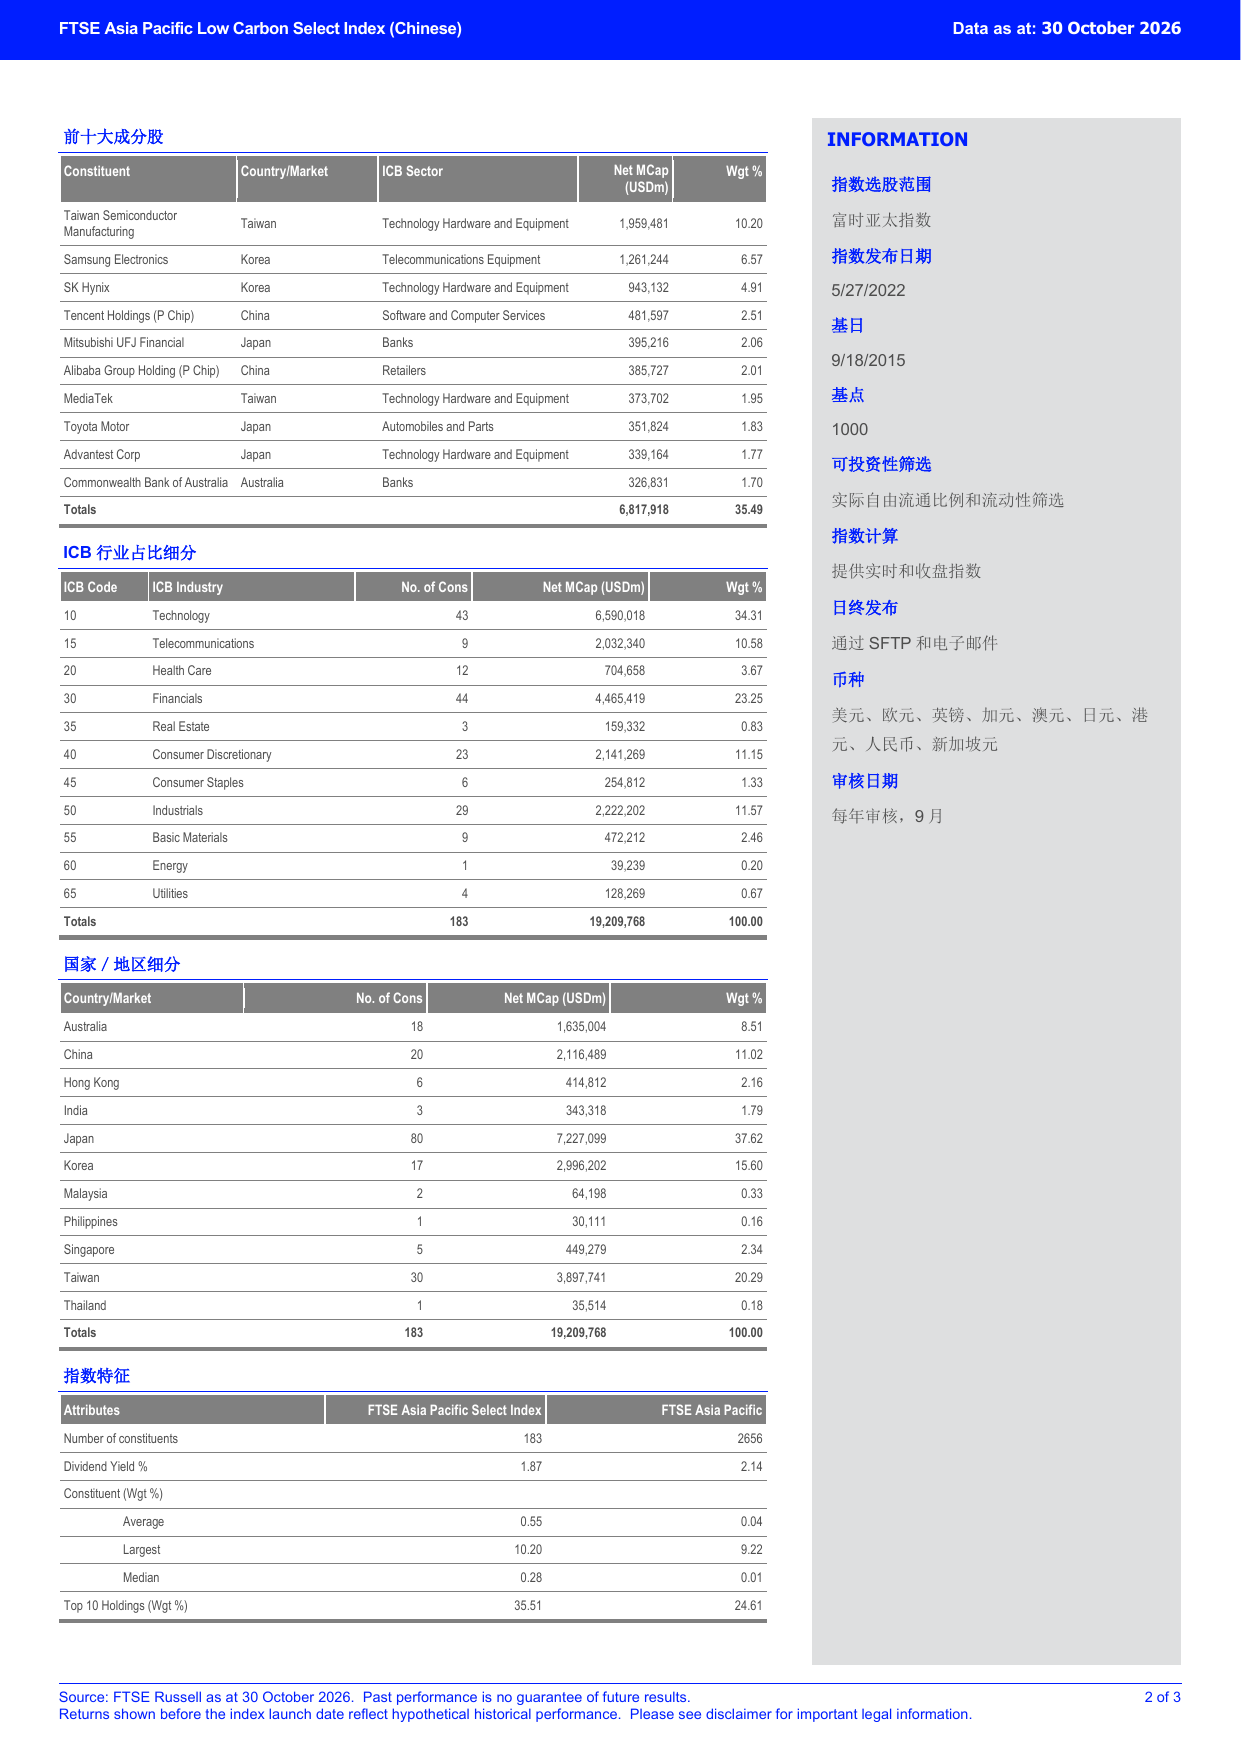 FTSE Asia Pacific Low Carbon Select Index (Chinese) Data as at: 30 October 2026
前十大成分股
Constituent Country/Market ICB Sector Net MCap (USDm) Wgt %
Taiwan Semiconductor Manufacturing Taiwan Technology Hardware and Equipment 1,959,481 10.20
Samsung Electronics Korea Telecommunications Equipment 1,261,244 6.57
SK Hynix Korea Technology Hardware and Equipment 943,132 4.91
Tencent Holdings (P Chip) China Software and Computer Services 481,597 2.51
Mitsubishi UFJ Financial Japan Banks 395,216 2.06
Alibaba Group Holding (P Chip) China Retailers 385,727 2.01
MediaTek Taiwan Technology Hardware and Equipment 373,702 1.95
Toyota Motor Japan Automobiles and Parts 351,824 1.83
Advantest Corp Japan Technology Hardware and Equipment 339,164 1.77
Commonwealth Bank of Australia Australia Banks 326,831 1.70
Totals 6,817,918 35.49
ICB 行业占比细分
ICB Code ICB Industry No. of Cons Net MCap (USDm) Wgt %
10 Technology 43 6,590,018 34.31
15 Telecommunications 9 2,032,340 10.58
20 Health Care 12 704,658 3.67
30 Financials 44 4,465,419 23.25
35 Real Estate 3 159,332 0.83
40 Consumer Discretionary 23 2,141,269 11.15
45 Consumer Staples 6 254,812 1.33
50 Industrials 29 2,222,202 11.57
55 Basic Materials 9 472,212 2.46
60 Energy 1 39,239 0.20
65 Utilities 4 128,269 0.67
Totals 183 19,209,768 100.00
国家 / 地区细分
Country/Market No. of Cons Net MCap (USDm) Wgt %
Australia 18 1,635,004 8.51
China 20 2,116,489 11.02
Hong Kong 6 414,812 2.16
India 3 343,318 1.79
Japan 80 7,227,099 37.62
Korea 17 2,996,202 15.60
Malaysia 2 64,198 0.33
Philippines 1 30,111 0.16
Singapore 5 449,279 2.34
Taiwan 30 3,897,741 20.29
Thailand 1 35,514 0.18
Totals 183 19,209,768 100.00
指数特征
Attributes FTSE Asia Pacific Select Index FTSE Asia Pacific
Number of constituents 183 2656
Dividend Yield % 1.87 2.14
Constituent (Wgt %)
Average 0.55 0.04
Largest 10.20 9.22
Median 0.28 0.01
Top 10 Holdings (Wgt %) 35.51 24.61
INFORMATION
指数选股范围
富时亚太指数
指数发布日期
5/27/2022
基日
9/18/2015
基点
1000
可投资性筛选
实际自由流通比例和流动性筛选
指数计算
提供实时和收盘指数
日终发布
通过 SFTP 和电子邮件
币种
美元、欧元、英镑、加元、澳元、日元、港
元、人民币、新加坡元
审核日期
每年审核，9 月
Source: FTSE Russell as at 30 October 2026. Past performance is no guarantee of future results. 2 of 3
Returns shown before the index launch date reflect hypothetical historical performance. Please see disclaimer for important legal information.